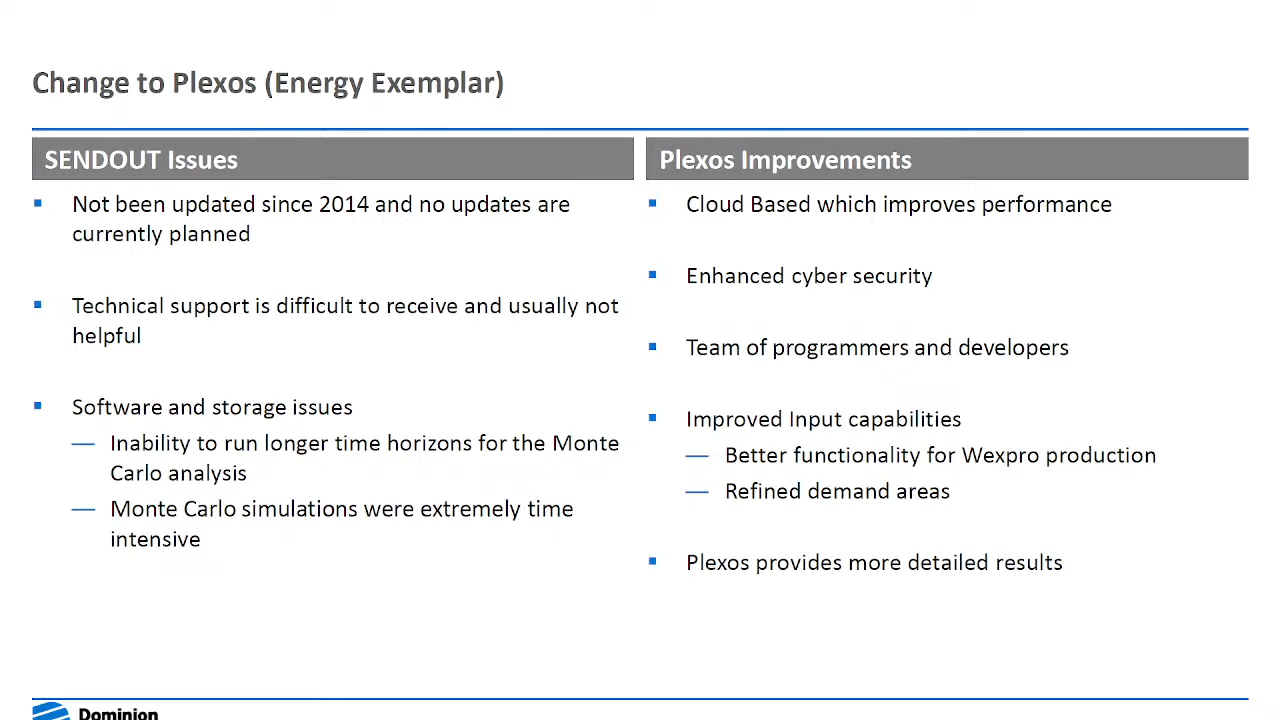 Change to Plexos (Energy Exemplar)
SENDOUT Issues
Not been updated since 2014 and no updates are
currently planned
Technical support is difficult to receive and usually not
helpful
Software and storage issues
— Inability to run longer time horizons for the Monte
Carlo analysis
— Monte Carlo simulations were extremely time
intensive
Plexos Improvements
Cloud Based which improves performance
Enhanced cyber security
Team of programmers and developers
Improved Input capabilities
— Better functionality for Wexpro production
— Refined demand areas
Plexos provides more detailed results
Dominion